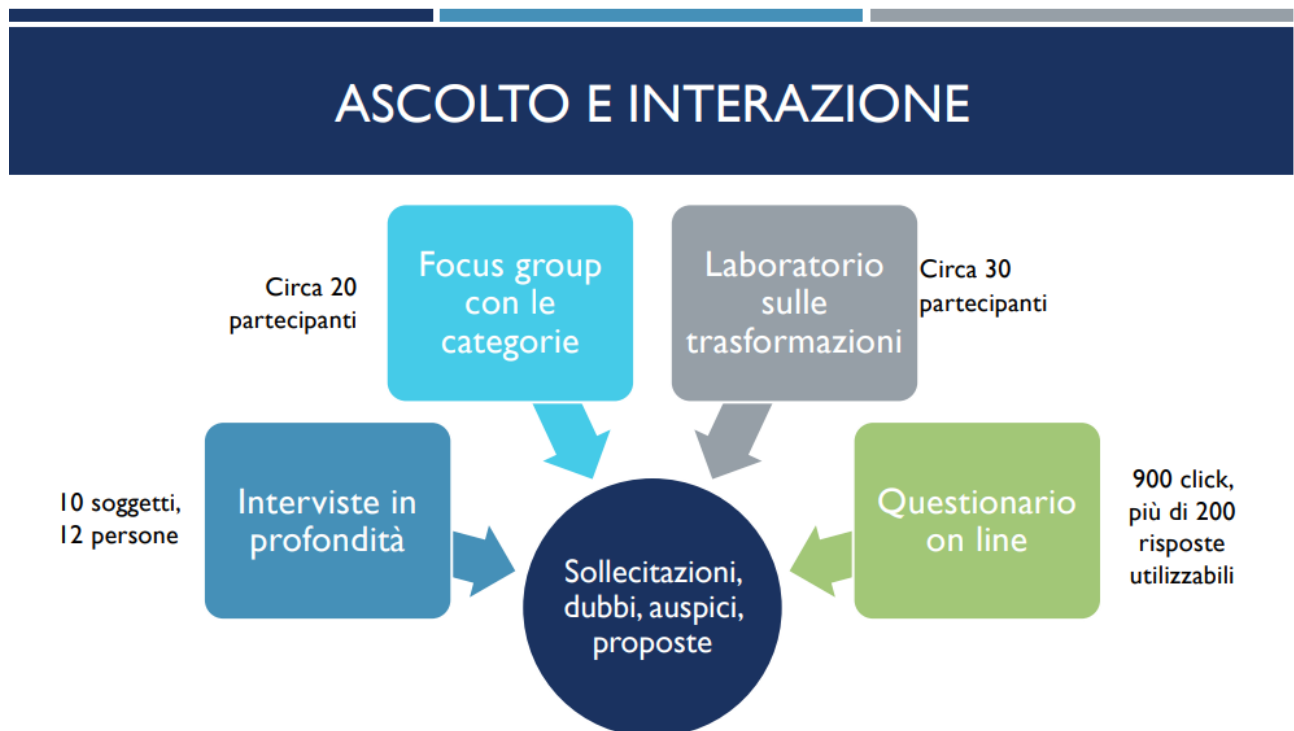 ASCOLTO E INTERAZIONE
Circa 20
partecipanti
Focus group
con le
categorie
Laboratorio
sulle
trasformazioni
Circa 30
partecipanti
10 soggetti,
12 persone
Interviste in
profondità
Sollecitazioni,
dubbi, auspici,
proposte
Questionario
on line
900 click,
più di 200
risposte
utilizzabili